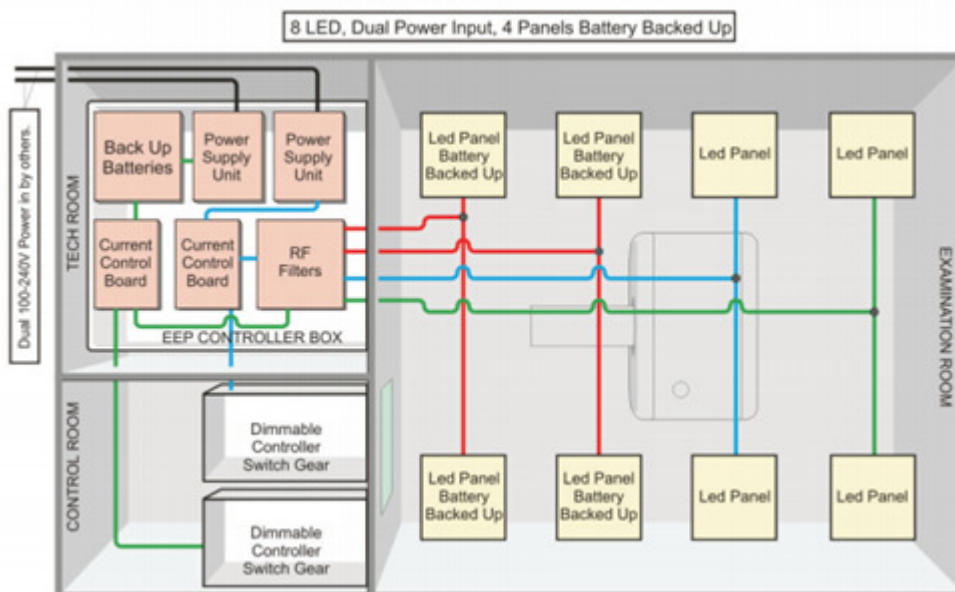 8 LED, Dual Power Input, 4 Panels Battery Backed Up
Dual 100-240V Power in by others.
TECH ROOM
Back Up
Batteries
Power
Supply
Unit
Power
Supply
Unit
Current
Control
Board
Current
Control
Board
RF
Filters
EEP CONTROLLER BOX
CONTROL ROOM
Dimmable
Controller
Switch Gear
Dimmable
Controller
Switch Gear
Led Panel
Battery
Backed Up
Led Panel
Battery
Backed Up
Led Panel
Led Panel
EXAMINATION ROOM
Led Panel
Battery
Backed Up
Led Panel
Battery
Backed Up
Led Panel
Led Panel